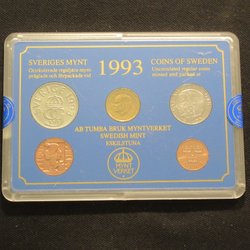 SVERIGES MYNT
1993
COINS OF SWEDEN
Ocirkulerade reguljära mynt
präglade och förpackade vid
Uncirculated regular coins
minted and packed at
AB TUMBA BRUK MYNTVERKET
SWEDISH MINT
ESKILSTUNA
MYNT
VERKET